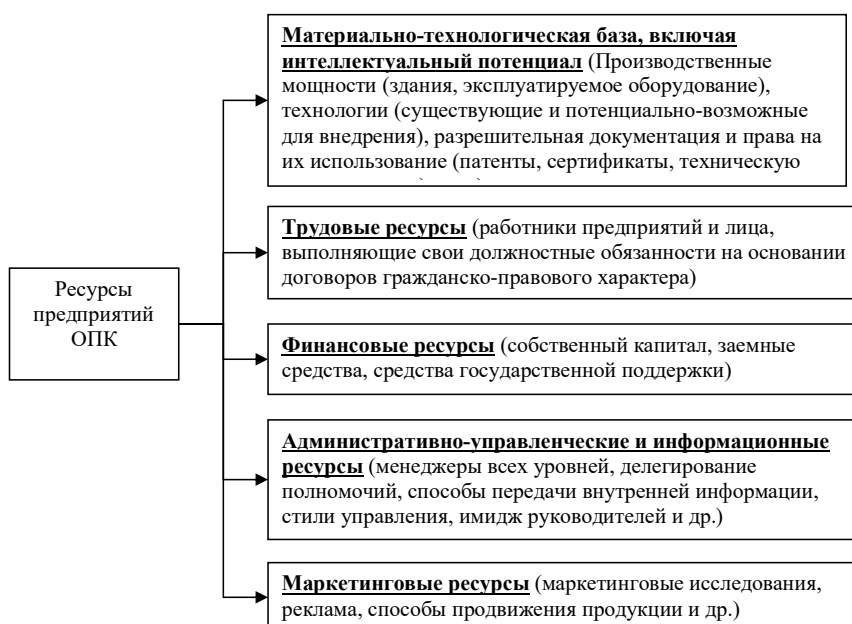 Материально-технологическая база, включая
интеллектуальный потенциал (Производственные
мощности (здания, эксплуатируемое оборудование),
технологии (существующие и потенциально-возможные
для внедрения), разрешительная документация и права на
их использование (патенты, сертификаты, техническую
Трудовые ресурсы (работники предприятий и лица,
выполняющие свои должностные обязанности на основании
договоров гражданско-правового характера)
Ресурсы
предприятий
ОПК
Финансовые ресурсы (собственный капитал, заемные
средства, средства государственной поддержки)
Административно-управленческие и информационные
ресурсы (менеджеры всех уровней, делегирование
полномочий, способы передачи внутренней информации,
стили управления, имидж руководителей и др.)
Маркетинговые ресурсы (маркетинговые исследования,
реклама, способы продвижения продукции и др.)